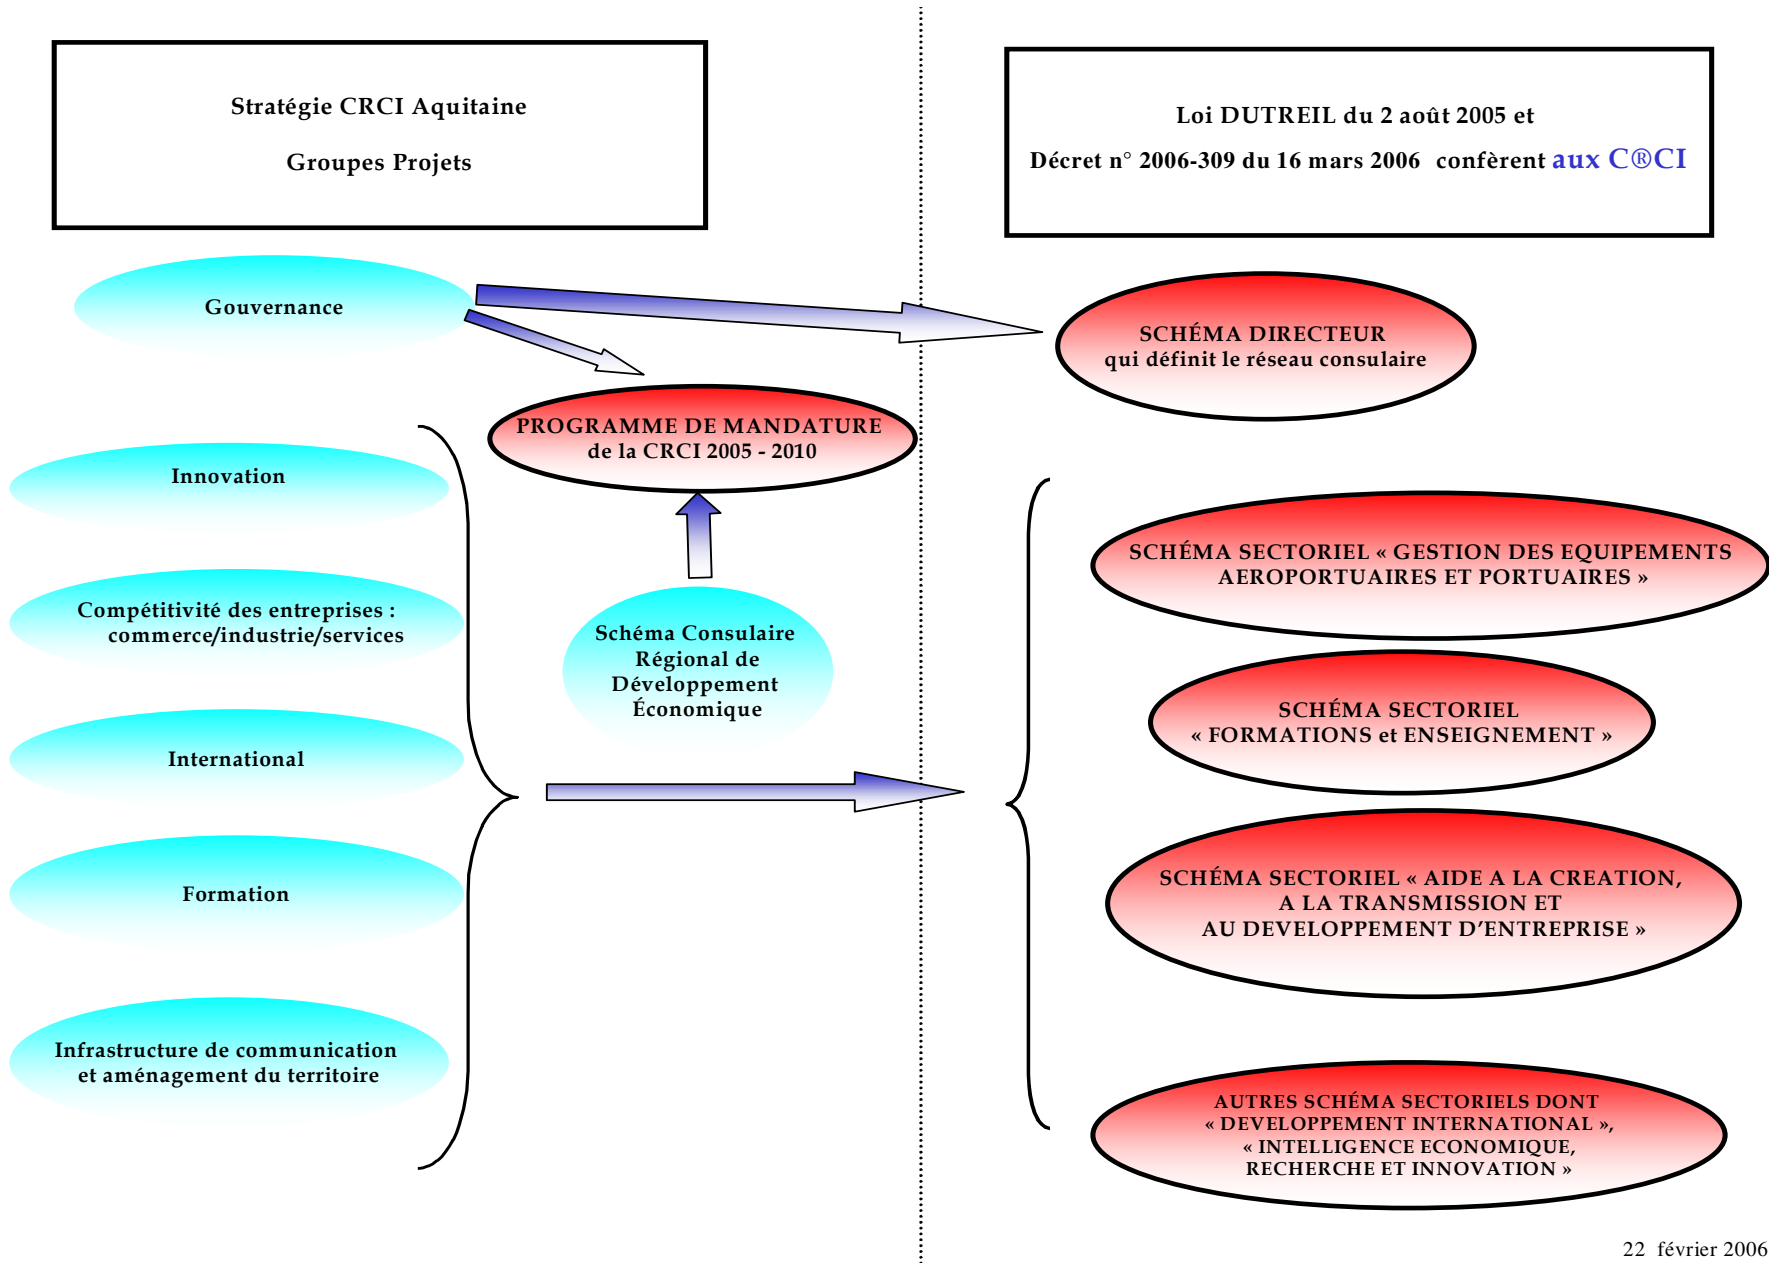 Stratégie CRCI Aquitaine
Groupes Projets
Loi DUTREIL du 2 août 2005 et
Décret n° 2006-309 du 16 mars 2006 confèrent aux C®CI
Gouvernance
SCHÉMA DIRECTEUR
qui définit le réseau consulaire
PROGRAMME DE MANDATURE
de la CRCI 2005 - 2010
Innovation
Compétitivité des entreprises :
commerce/industrie/services
International
Formation
Infrastructure de communication
et aménagement du territoire
Schéma Consulaire
Régional de
Développement
Économique
SCHÉMA SECTORIEL « GESTION DES EQUIPEMENTS
AEROPORTUAIRES ET PORTUAIRES »
SCHÉMA SECTORIEL
« FORMATIONS et ENSEIGNEMENT »
SCHÉMA SECTORIEL « AIDE A LA CREATION,
A LA TRANSMISSION ET
AU DEVELOPPEMENT D'ENTREPRISE »
AUTRES SCHÉMA SECTORIELS DONT
« DEVELOPPEMENT INTERNATIONAL »,
« INTELLIGENCE ECONOMIQUE,
RECHERCHE ET INNOVATION »
22 février 2006